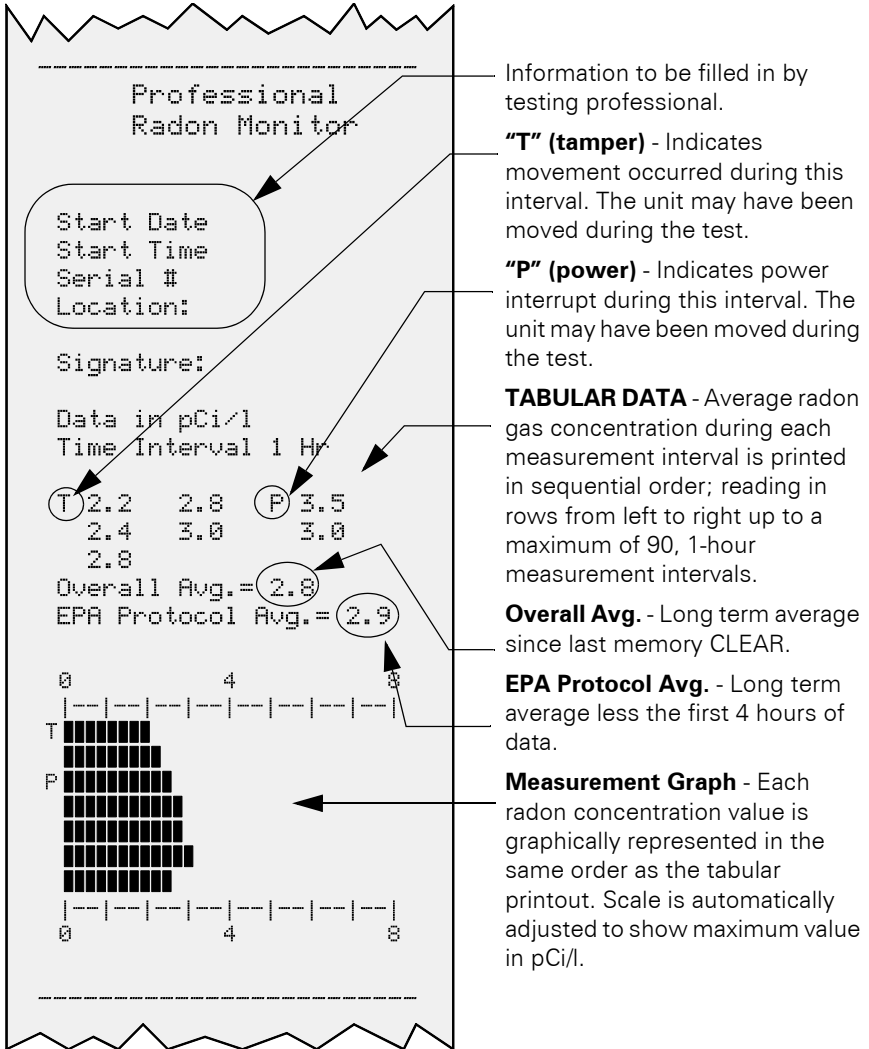 Professional
Radon Monitor
Start Date
Start Time
Serial #
Location:
Signature:
Data in pCi/l
Time Interval 1 Hr
T 2.2 2.8 P 3.5
2.4 3.0 3.0
2.8
Overall Avg.= 2.8
EPA Protocol Avg.= 2.9
0 4 8
|--|--|--|--|--|--|--|--|
T
P
|--|--|--|--|--|--|--|--|
0 4 8
Information to be filled in by
testing professional.
“T” (tamper) - Indicates
movement occurred during this
interval. The unit may have been
moved during the test.
“P” (power) - Indicates power
interrupt during this interval. The
unit may have been moved during
the test.
TABULAR DATA - Average radon
gas concentration during each
measurement interval is printed
in sequential order; reading in
rows from left to right up to a
maximum of 90, 1-hour
measurement intervals.
Overall Avg. - Long term average
since last memory CLEAR.
EPA Protocol Avg. - Long term
average less the first 4 hours of
data.
Measurement Graph - Each
radon concentration value is
graphically represented in the
same order as the tabular
printout. Scale is automatically
adjusted to show maximum value
in pCi/l.